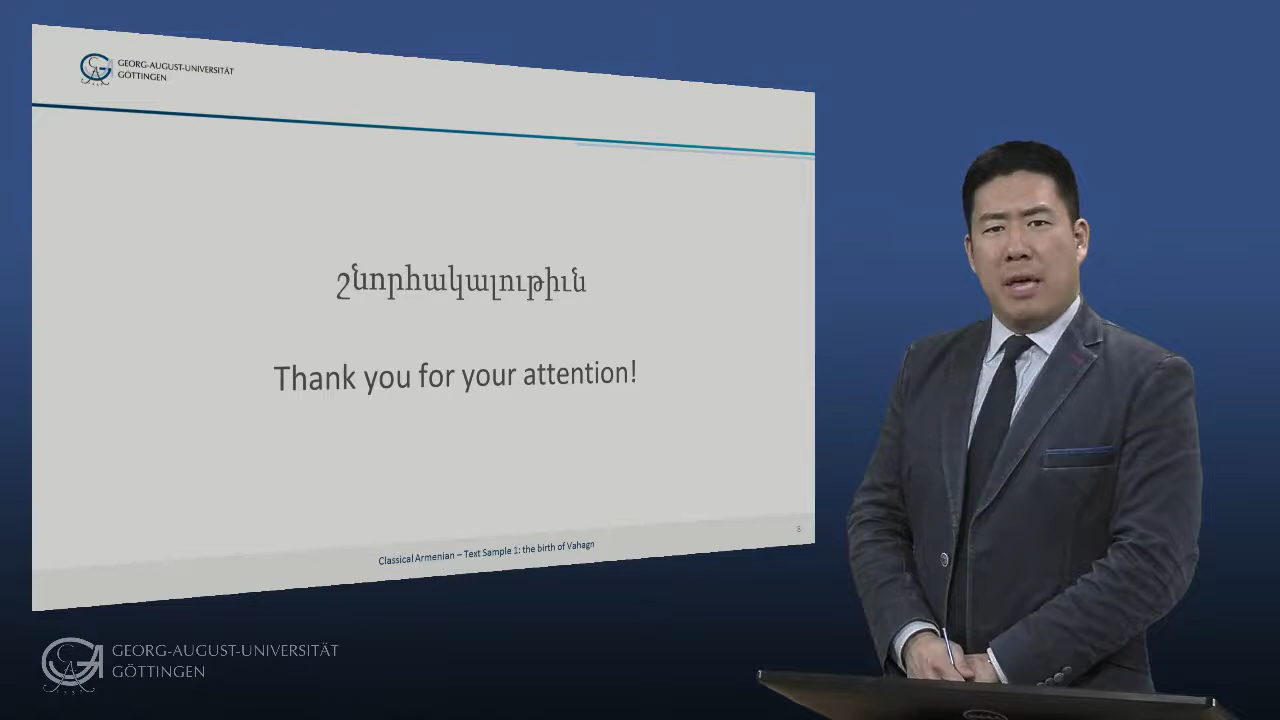 GEORG-AUGUST-UNIVERSITÄT
GÖTTINGEN
շնորհակալութիւն
Thank you for your attention!
8
Classical Armenian – Text Sample 1: the birth of Vahagn
GEORG-AUGUST-UNIVERSITÄT
GÖTTINGEN